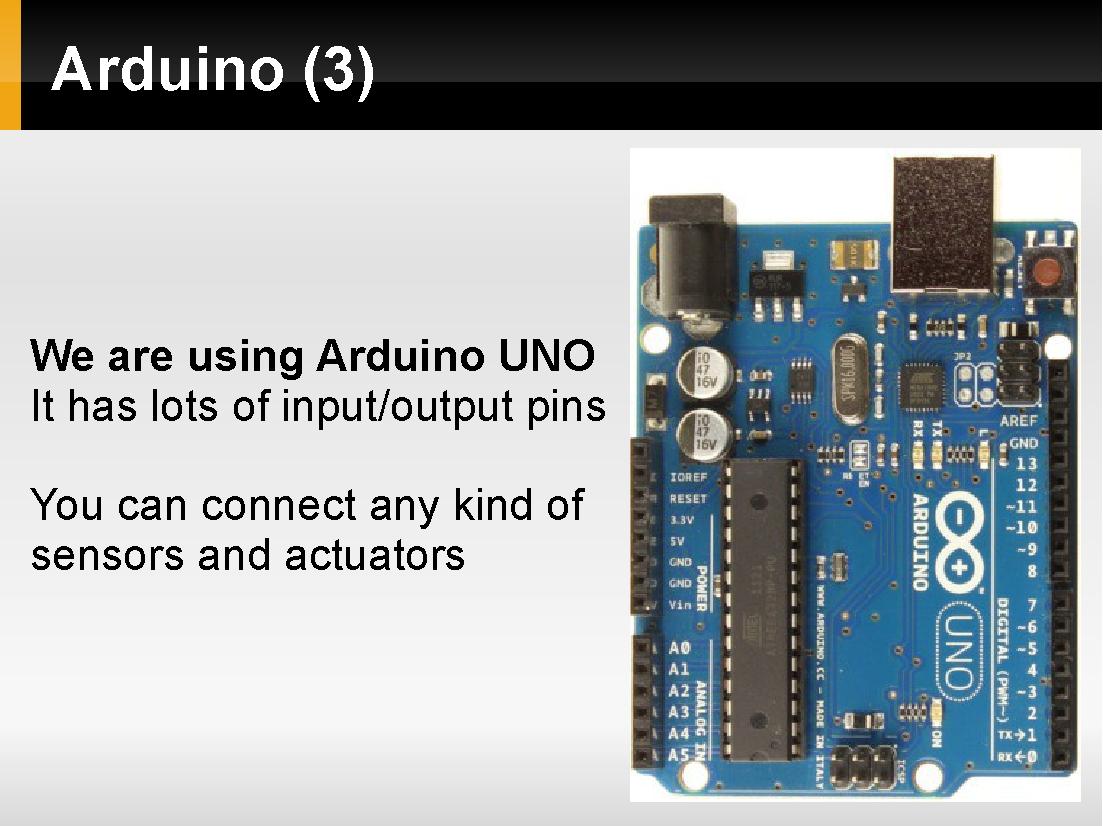 Arduino (3)
We are using Arduino UNO
It has lots of input/output pins
You can connect any kind of
sensors and actuators
RESET
47
16V
47
16V
SPK16.000G
JP2
AREF
GND
13
12
~11
~10
~9
8
7
~6
~5
4
~3
2
TX→1
RX←0
RX
TX
L
IOREF
RESET
3.3V
5V
GND
GND
Vin
POWER
A0
A1
A2
A3
A4
A5
ANALOG IN
WWW.ARDUINO.CC - MADE IN ITALY
ARDUINO
UNO
DIGITAL (PWM~)
ON
ICSP